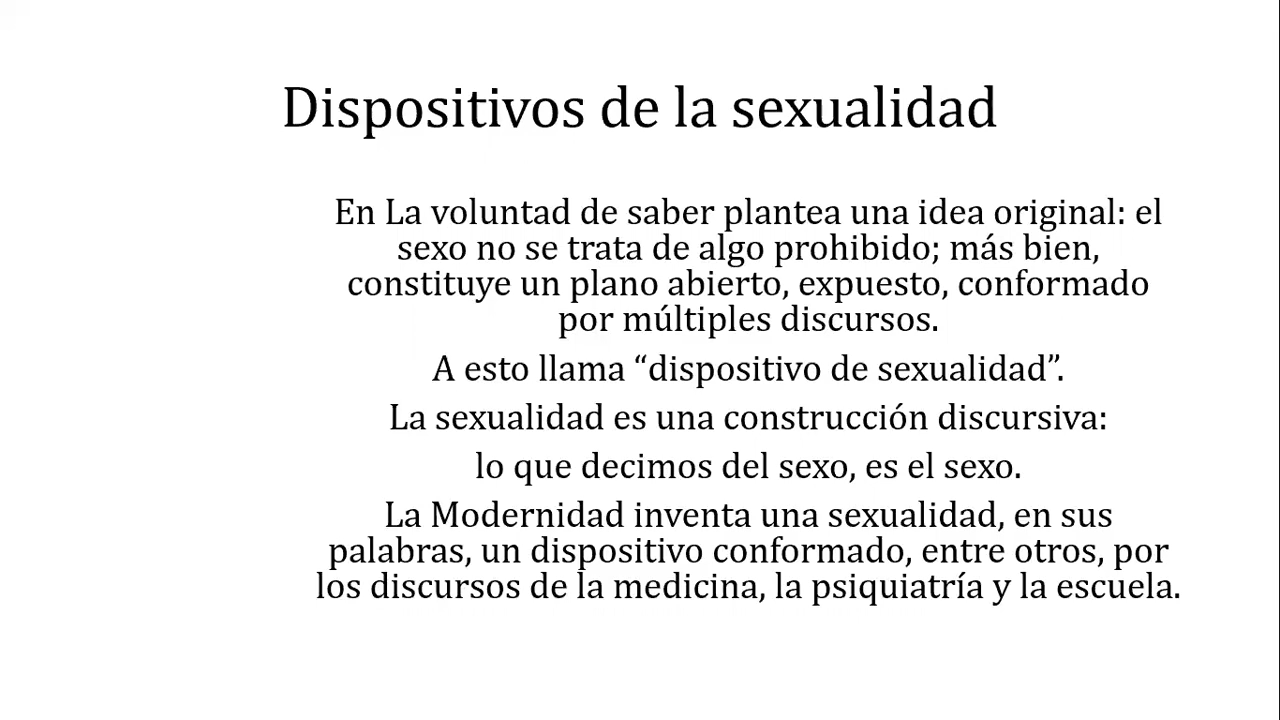 Dispositivos de la sexualidad
En La voluntad de saber plantea una idea original: el
sexo no se trata de algo prohibido; más bien,
constituye un plano abierto, expuesto, conformado
por múltiples discursos.
A esto llama “dispositivo de sexualidad”.
La sexualidad es una construcción discursiva:
lo que decimos del sexo, es el sexo.
La Modernidad inventa una sexualidad, en sus
palabras, un dispositivo conformado, entre otros, por
los discursos de la medicina, la psiquiatría y la escuela.